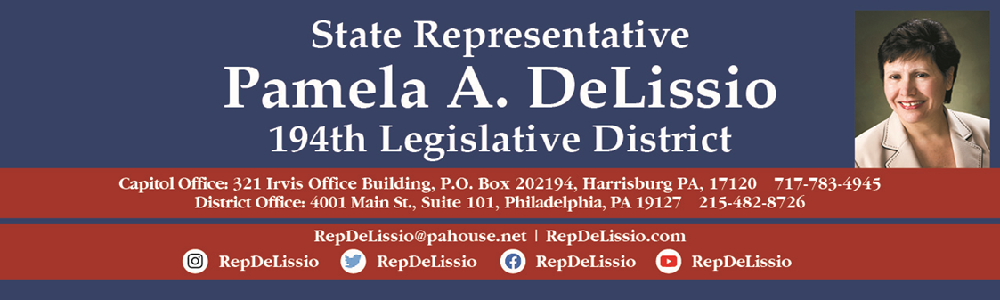 State Representative
Pamela A. DeLissio
194th Legislative District
Capitol Office: 321 Irvis Office Building, P.O. Box 202194, Harrisburg PA, 17120 717-783-4945
District Office: 4001 Main St., Suite 101, Philadelphia, PA 19127 215-482-8726
RepDeLissio@pahouse.net | RepDeLissio.com
RepDeLissio RepDeLissio RepDeLissio RepDeLissio